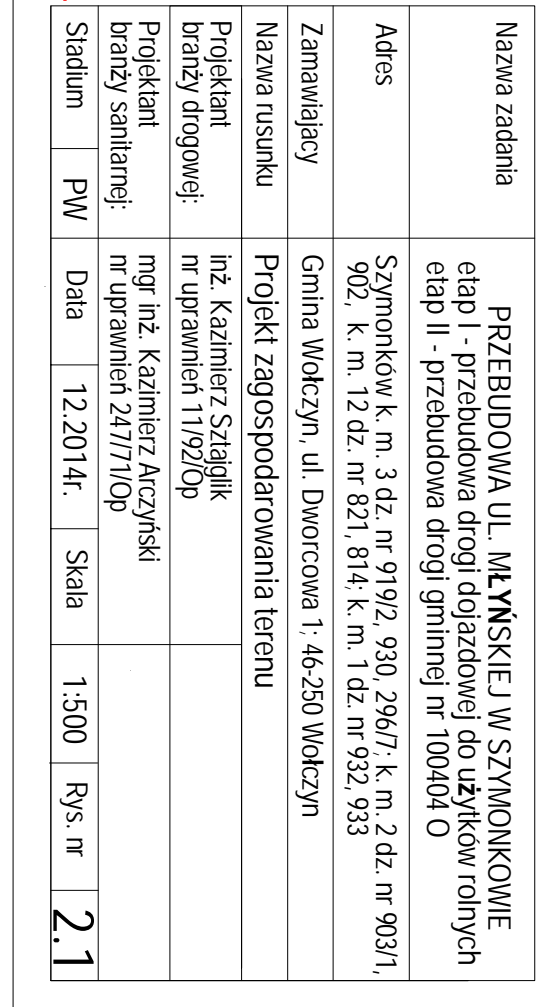 Nazwa zadania
PRZEBUDOWA UL. MŁYŃSKIEJ W SZYMONKOWIE
etap I - przebudowa drogi dojazdowej do użytków rolnych
etap II - przebudowa drogi gminnej nr 100404 O
Adres
Szymonków k. m. 3 dz. nr 919/2, 930, 296/7; k. m. 2 dz. nr 903/1,
902, k. m. 12 dz. nr 821, 814; k. m. 1 dz. nr 932, 933
Zamawiajacy
Gmina Wołczyn, ul. Dworcowa 1; 46-250 Wołczyn
Nazwa rusunku
Projekt zagospodarowania terenu
Projektant
branży drogowej:
inż. Kazimierz Sztajglik
nr uprawnień 11/92/Op
Projektant
branży sanitarnej:
mgr inż. Kazimierz Arczyński
nr uprawnień 247/71/Op
Stadium PW Data 12.2014r. Skala 1:500 Rys. nr 2.1